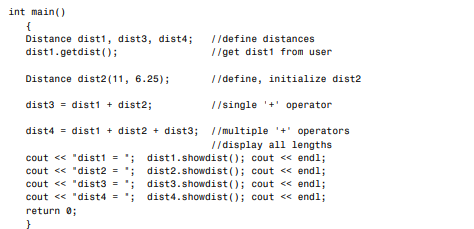 int main()
{
Distance dist1, dist3, dist4;   //define distances
dist1.getdist();                //get dist1 from user
Distance dist2(11, 6.25);       //define, initialize dist2
dist3 = dist1 + dist2;          //single '+' operator
dist4 = dist1 + dist2 + dist3;  //multiple '+' operators
//display all lengths
cout << "dist1 = ";  dist1.showdist(); cout << endl;
cout << "dist2 = ";  dist2.showdist(); cout << endl;
cout << "dist3 = ";  dist3.showdist(); cout << endl;
cout << "dist4 = ";  dist4.showdist(); cout << endl;
return 0;
}